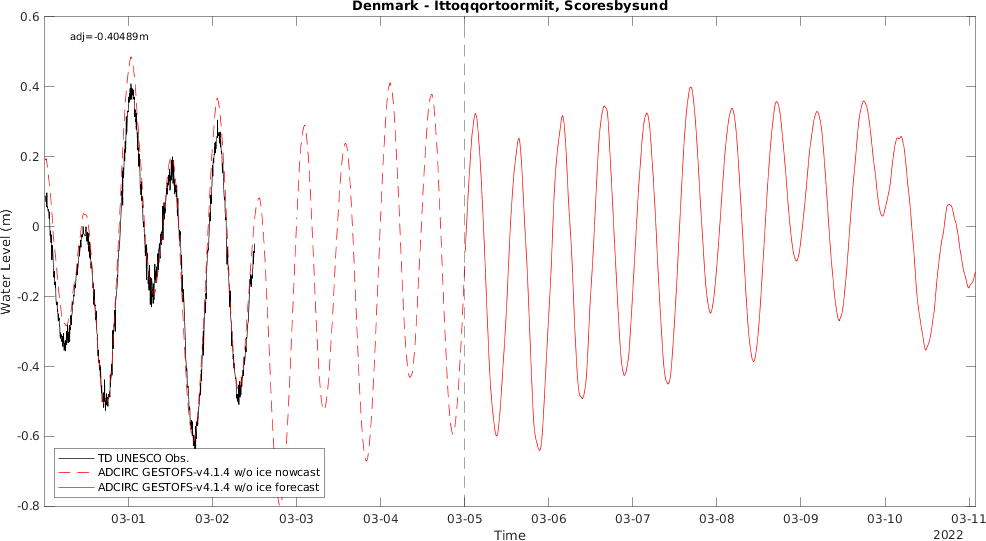 Denmark - Ittoqqortoormiit, Scoresbysund
adj=-0.40489m
0.6
0.4
0.2
0
-0.2
-0.4
-0.6
-0.8
Water Level (m)
TD UNESCO Obs.
ADCIRC GESTOFS-v4.1.4 w/o ice nowcast
ADCIRC GESTOFS-v4.1.4 w/o ice forecast
03-01 03-02 03-03 03-04 03-05 03-06 03-07 03-08 03-09 03-10 03-11
Time
2022